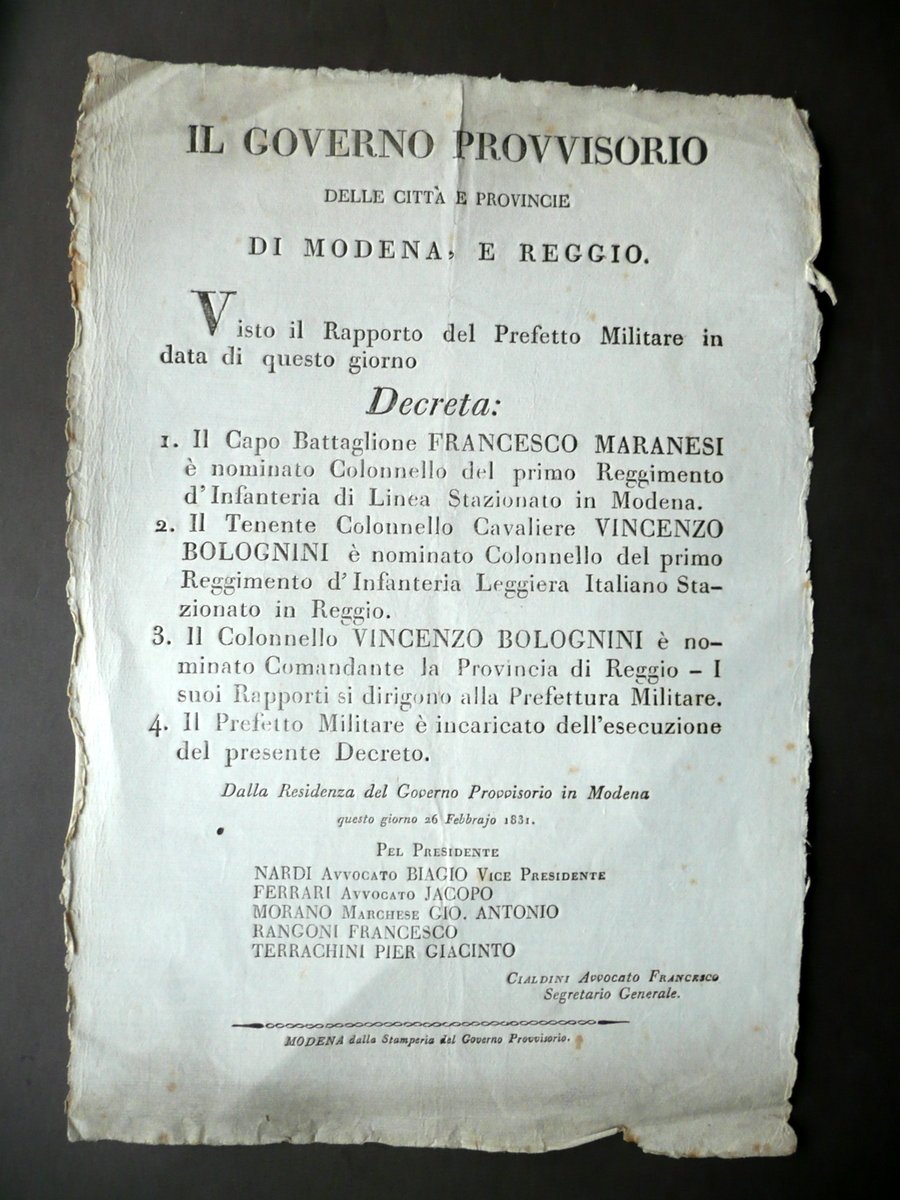 IL GOVERNO PROVVISORIO
DELLE CITTÀ E PROVINCIE
DI MODENA, E REGGIO.
Visto il Rapporto del Prefetto Militare in
data di questo giorno
Decreta:
1. Il Capo Battaglione FRANCESCO MARANESI
è nominato Colonnello del primo Reggimento
d'Infanteria di Linea Stazionato in Modena.
2. Il Tenente Colonnello Cavaliere VINCENZO
BOLOGNINI è nominato Colonnello del primo
Reggimento d'Infanteria Leggiera Italiano Sta-
zionato in Reggio.
3. Il Colonnello VINCENZO BOLOGNINI è no-
minato Comandante la Provincia di Reggio – I
suoi Rapporti si dirigono alla Prefettura Militare.
4. Il Prefetto Militare è incaricato dell'esecuzione
del presente Decreto.
Dalla Residenza del Governo Provvisorio in Modena
questo giorno 26 Febbrajo 1831.
PEL PRESIDENTE
NARDI AVVOCATO BIAGIO VICE PRESIDENTE
FERRARI AVVOCATO JACOPO
MORANO MARCHESE GIO. ANTONIO
RANGONI FRANCESCO
TERRACHINI PIER GIACINTO
CIALDINI Avvocato FRANCESCO
Segretario Generale.
MODENA dalla Stamperia del Governo Provvisorio.